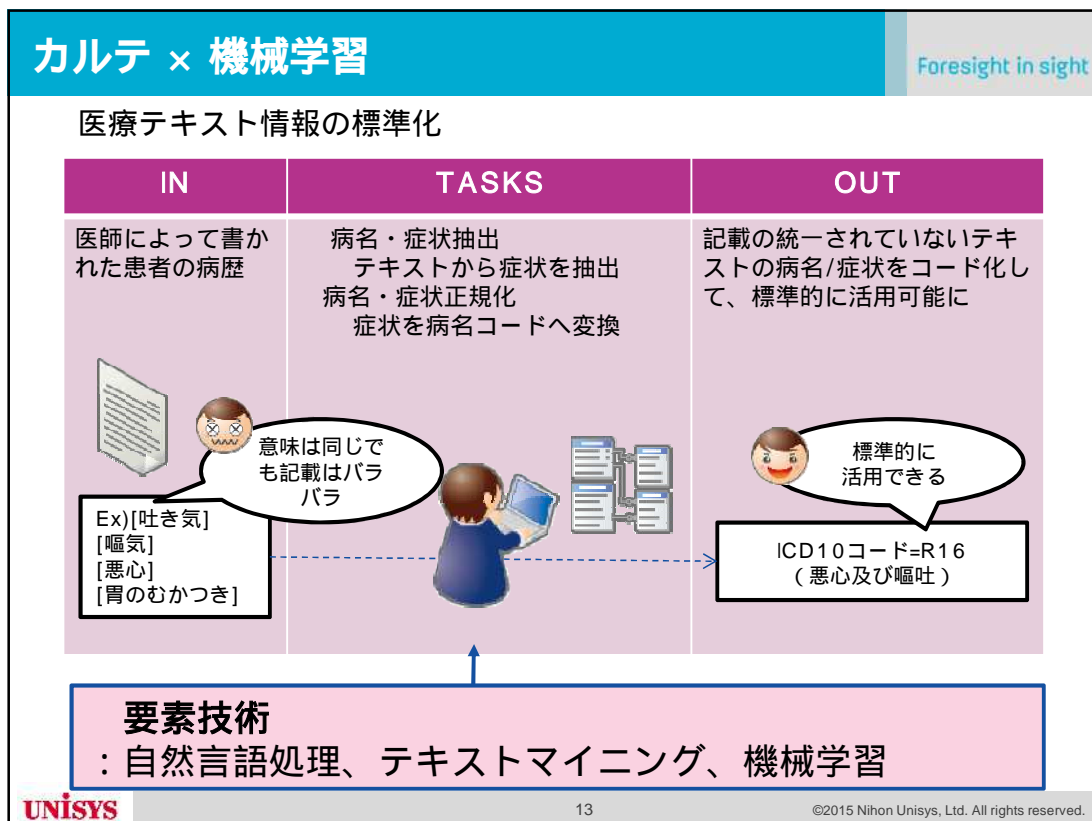 カルテ × 機械学習
Foresight in sight
医療テキスト情報の標準化
IN
TASKS
OUT
医師によって書か
れた患者の病歴
病名・症状抽出
テキストから症状を抽出
病名・症状正規化
症状を病名コードへ変換
記載の統一されていないテキ
ストの病名/症状をコード化し
て、標準的に活用可能に
意味は同じで
も記載はバラ
バラ
標準的に
活用できる
Ex)[吐き気]
[嘔気]
[悪心]
[胃のむかつき]
ICD10コード=R16
(悪心及び嘔吐)
要素技術
:自然言語処理、テキストマイニング、機械学習
UNISYS
13
©2015 Nihon Unisys, Ltd. All rights reserved.